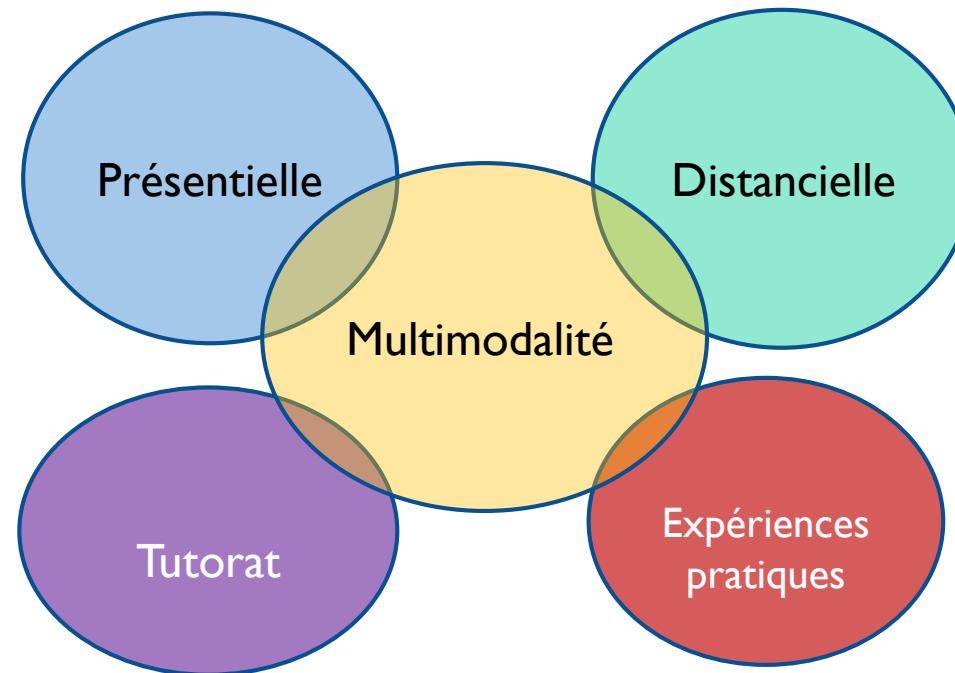 Présentielle
Distancielle
Multimodalité
Tutorat
Expériences
pratiques